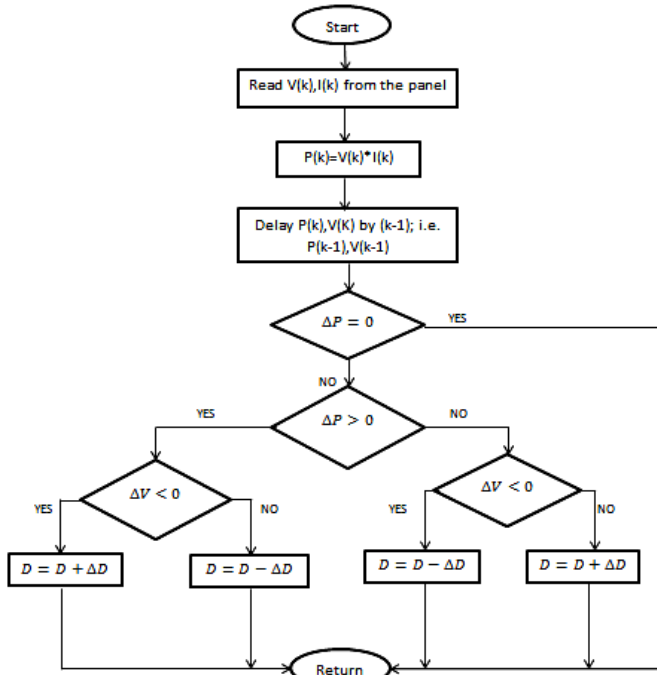 Start
Read V(k),I(k) from the panel
P(k)=V(k)*I(k)
Delay P(k),V(K) by (k-1); i.e.
P(k-1),V(k-1)
ΔP = 0
YES
NO
ΔP > 0
YES
NO
ΔV < 0
ΔV < 0
YES
NO
YES
NO
D = D + ΔD
D = D − ΔD
D = D − ΔD
D = D + ΔD
Return